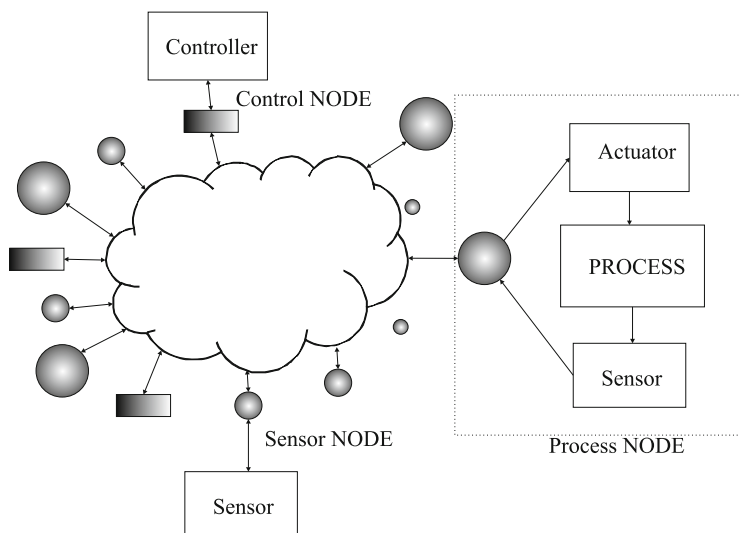 Controller
Control NODE
Actuator
PROCESS
Sensor
Process NODE
Sensor NODE
Sensor